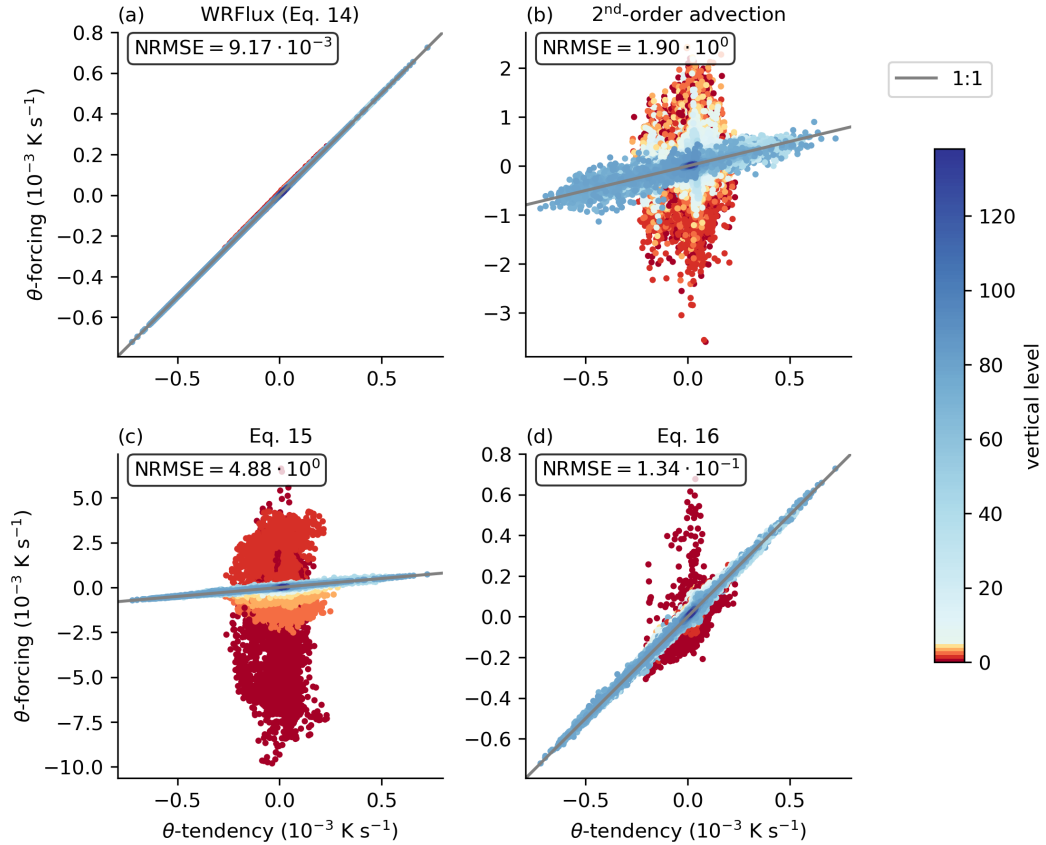 (a) WRFlux (Eq. 14)
NRMSE = 9.17 · 10⁻³
0.8
0.6
0.4
0.2
0.0
−0.2
−0.4
−0.6
θ-forcing (10⁻³ K s⁻¹)
−0.5 0.0 0.5
(b) 2ⁿᵈ-order advection
NRMSE = 1.90 · 10⁰
2
1
0
−1
−2
−3
−0.5 0.0 0.5
1:1
(c) Eq. 15
NRMSE = 4.88 · 10⁰
5.0
2.5
0.0
−2.5
−5.0
−7.5
−10.0
θ-forcing (10⁻³ K s⁻¹)
−0.5 0.0 0.5
θ-tendency (10⁻³ K s⁻¹)
(d) Eq. 16
NRMSE = 1.34 · 10⁻¹
0.8
0.6
0.4
0.2
0.0
−0.2
−0.4
−0.6
−0.5 0.0 0.5
θ-tendency (10⁻³ K s⁻¹)
120
100
80
60
40
20
0
vertical level